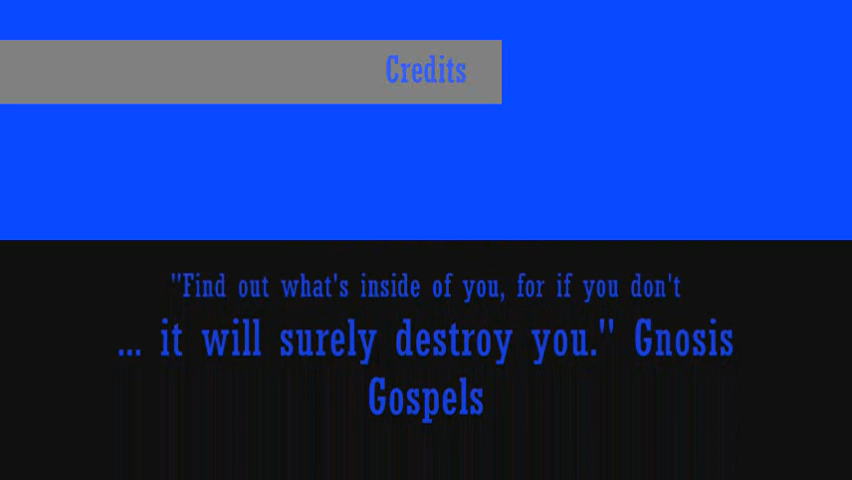 Credits
"Find out what's inside of you, for if you don't
... it will surely destroy you." Gnosis
Gospels